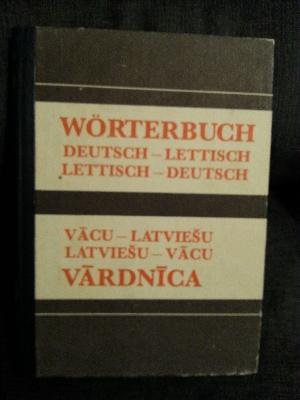 WÖRTERBUCH
DEUTSCH – LETTISCH
LETTISCH – DEUTSCH
VĀCU – LATVIEŠU
LATVIEŠU – VĀCU
VĀRDNĪCA